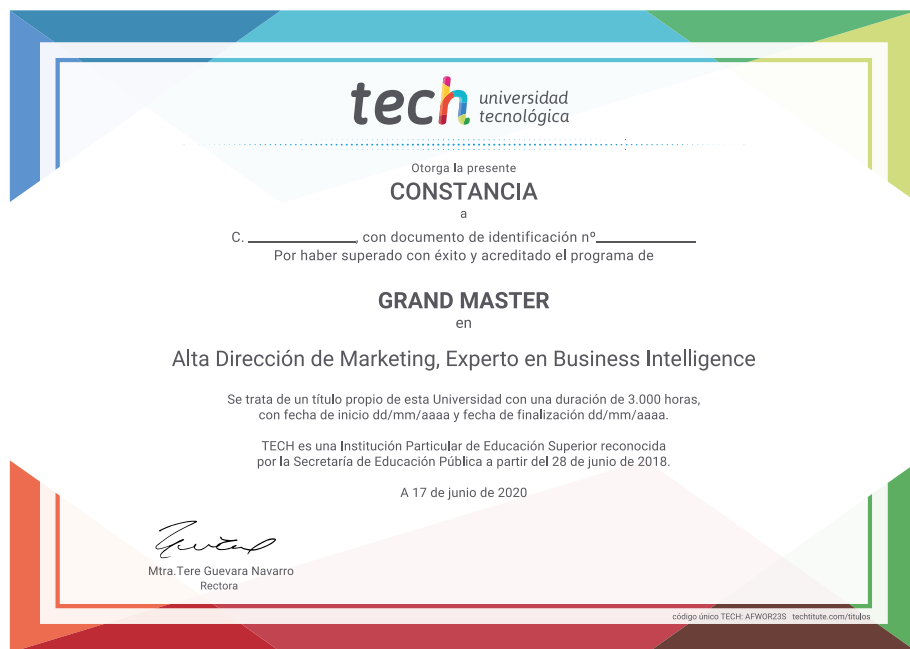 tech universidad
tecnológica
Otorga la presente
CONSTANCIA
a
C. ____________, con documento de identificación nº____________
Por haber superado con éxito y acreditado el programa de
GRAND MASTER
en
Alta Dirección de Marketing, Experto en Business Intelligence
Se trata de un título propio de esta Universidad con una duración de 3.000 horas,
con fecha de inicio dd/mm/aaaa y fecha de finalización dd/mm/aaaa.
TECH es una Institución Particular de Educación Superior reconocida
por la Secretaría de Educación Pública a partir del 28 de junio de 2018.
A 17 de junio de 2020
Mtra.Tere Guevara Navarro
Rectora
código único TECH: AFWOR23S techtitute.com/titulos